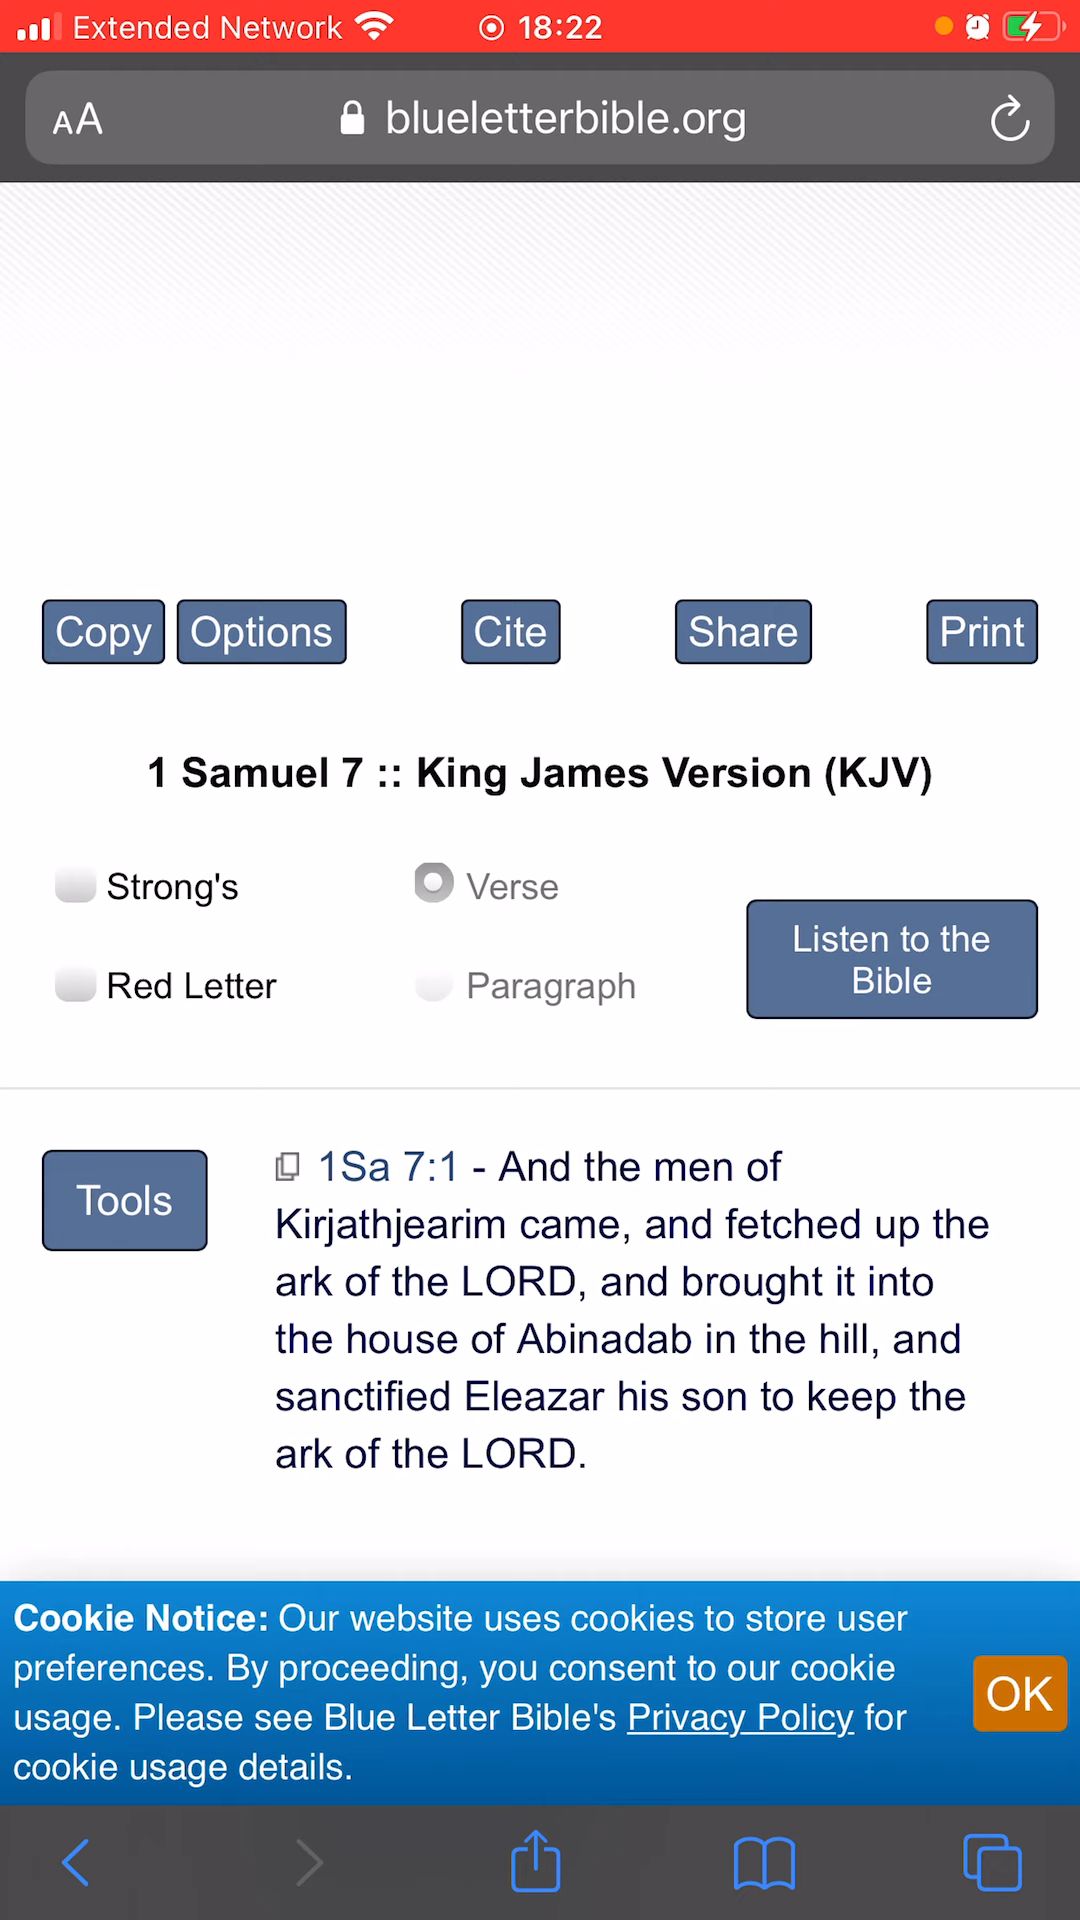 Extended Network 18:22
AA blueletterbible.org
Copy Options Cite Share Print
1 Samuel 7 :: King James Version (KJV)
Strong's Verse
Listen to the
Bible
Red Letter Paragraph
Tools
1Sa 7:1 - And the men of
Kirjathjearim came, and fetched up the
ark of the LORD, and brought it into
the house of Abinadab in the hill, and
sanctified Eleazar his son to keep the
ark of the LORD.
Cookie Notice: Our website uses cookies to store user
preferences. By proceeding, you consent to our cookie
usage. Please see Blue Letter Bible's Privacy Policy for
cookie usage details.
OK